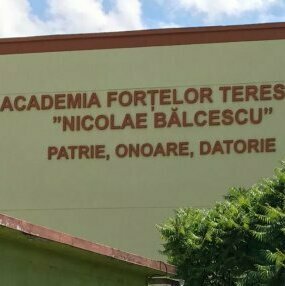 ACADEMIA FORȚELOR TERES
"NICOLAE BĂLCESCU"
PATRIE, ONOARE, DATORIE